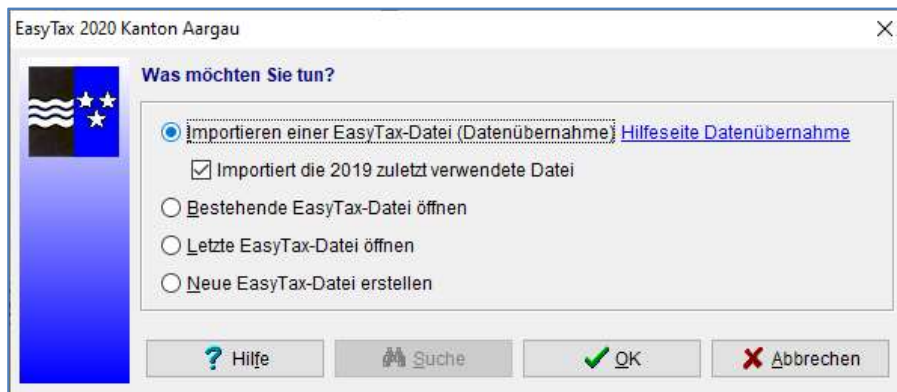 EasyTax 2020 Kanton Aargau
Was möchten Sie tun?
Importieren einer EasyTax-Datei (Datenübernahme) Hilfeseite Datenübernahme
Importiert die 2019 zuletzt verwendete Datei
Bestehende EasyTax-Datei öffnen
Letzte EasyTax-Datei öffnen
Neue EasyTax-Datei erstellen
Hilfe Suche OK Abbrechen